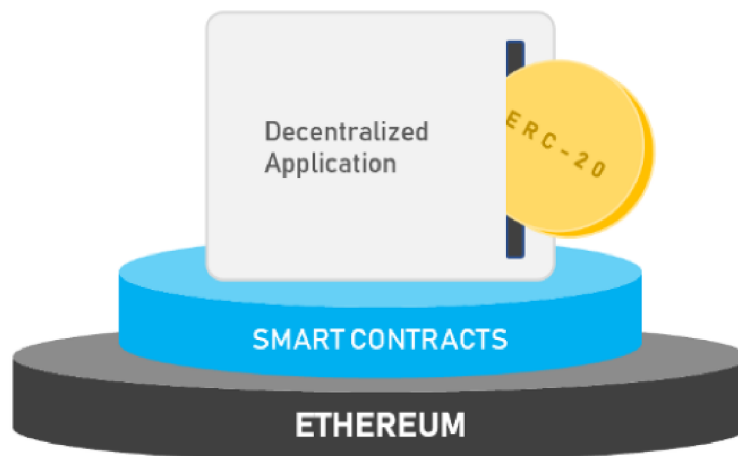 Decentralized
Application
ERC-20
SMART CONTRACTS
ETHEREUM